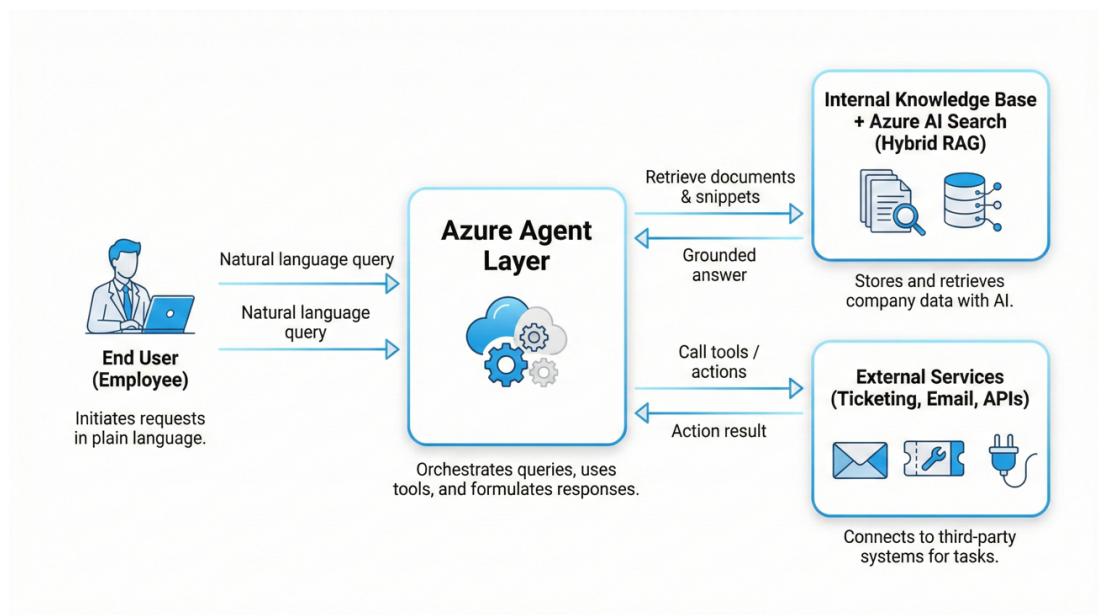 End User
(Employee)
Initiates requests
in plain language.
Natural language query
Natural language
query
Azure Agent
Layer
Orchestrates queries, uses
tools, and formulates responses.
Retrieve documents
& snippets
Grounded
answer
Call tools /
actions
Action result
Internal Knowledge Base
+ Azure AI Search
(Hybrid RAG)
Stores and retrieves
company data with AI.
External Services
(Ticketing, Email, APIs)
Connects to third-party
systems for tasks.